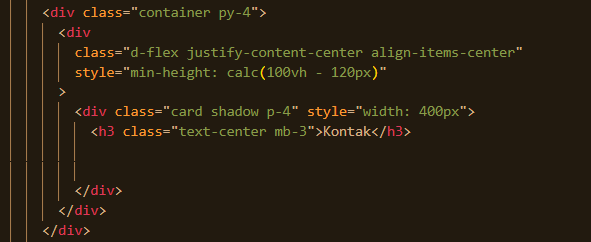 <div class="container py-4">
<div
class="d-flex justify-content-center align-items-center"
style="min-height: calc(100vh - 120px)"
>
<div class="card shadow p-4" style="width: 400px">
<h3 class="text-center mb-3">Kontak</h3>
</div>
</div>
</div>